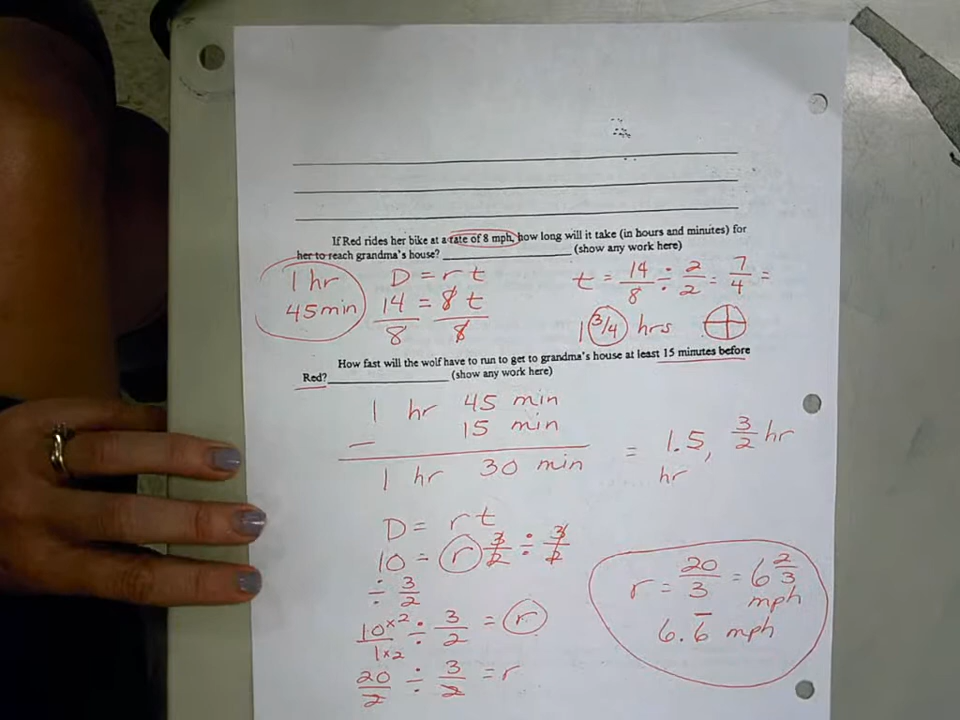 If Red rides her bike at a rate of 8 mph, how long will it take (in hours and minutes) for
her to reach grandma's house? ____________ (show any work here)
1 hr
45 min
D = r t
14 = 8 t
8 8
t = 14/8 ÷ 2/2 = 7/4 =
1 3/4 hrs
How fast will the wolf have to run to get to grandma's house at least 15 minutes before
Red? ____________ (show any work here)
1 hr 45 min
− 15 min
1 hr 30 min
= 1.5, 3/2 hr
hr
D = r t
10 = r 3/2 ÷ 3/2
÷ 3/2
10 x2 / 1 x2 ÷ 3/2 = r
20/2 ÷ 3/2 = r
r = 20/3 = 6 2/3
mph
6.6̅ mph